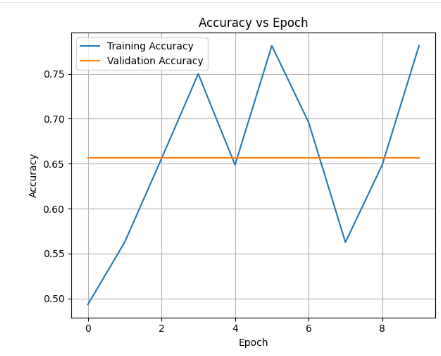 Accuracy vs Epoch
Training Accuracy
Validation Accuracy
0.75
0.70
0.65
0.60
0.55
0.50
Accuracy
0 2 4 6 8
Epoch